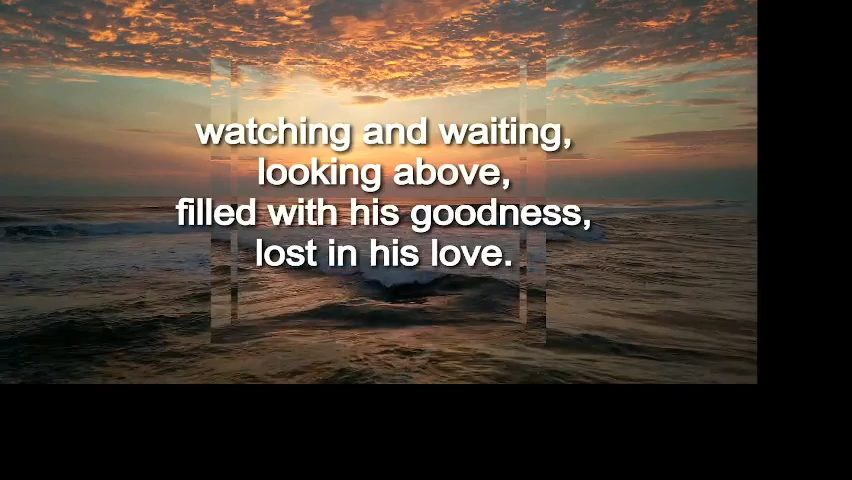 watching and waiting,
looking above,
filled with his goodness,
lost in his love.